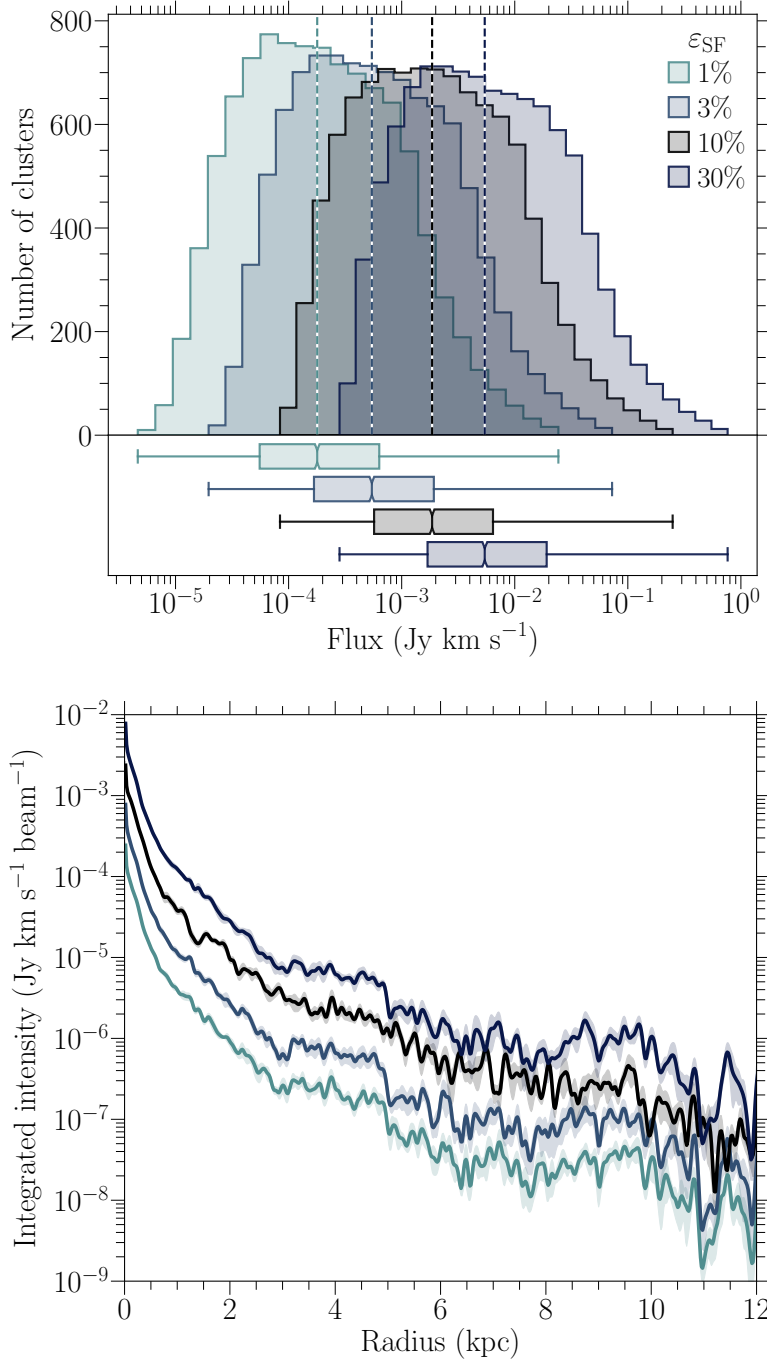 800
600
400
200
0
Number of clusters
ε_SF
1%
3%
10%
30%
10⁻⁵ 10⁻⁴ 10⁻³ 10⁻² 10⁻¹ 10⁰
Flux (Jy km s⁻¹)
10⁻²
10⁻³
10⁻⁴
10⁻⁵
10⁻⁶
10⁻⁷
10⁻⁸
10⁻⁹
Integrated intensity (Jy km s⁻¹ beam⁻¹)
0 2 4 6 8 10 12
Radius (kpc)